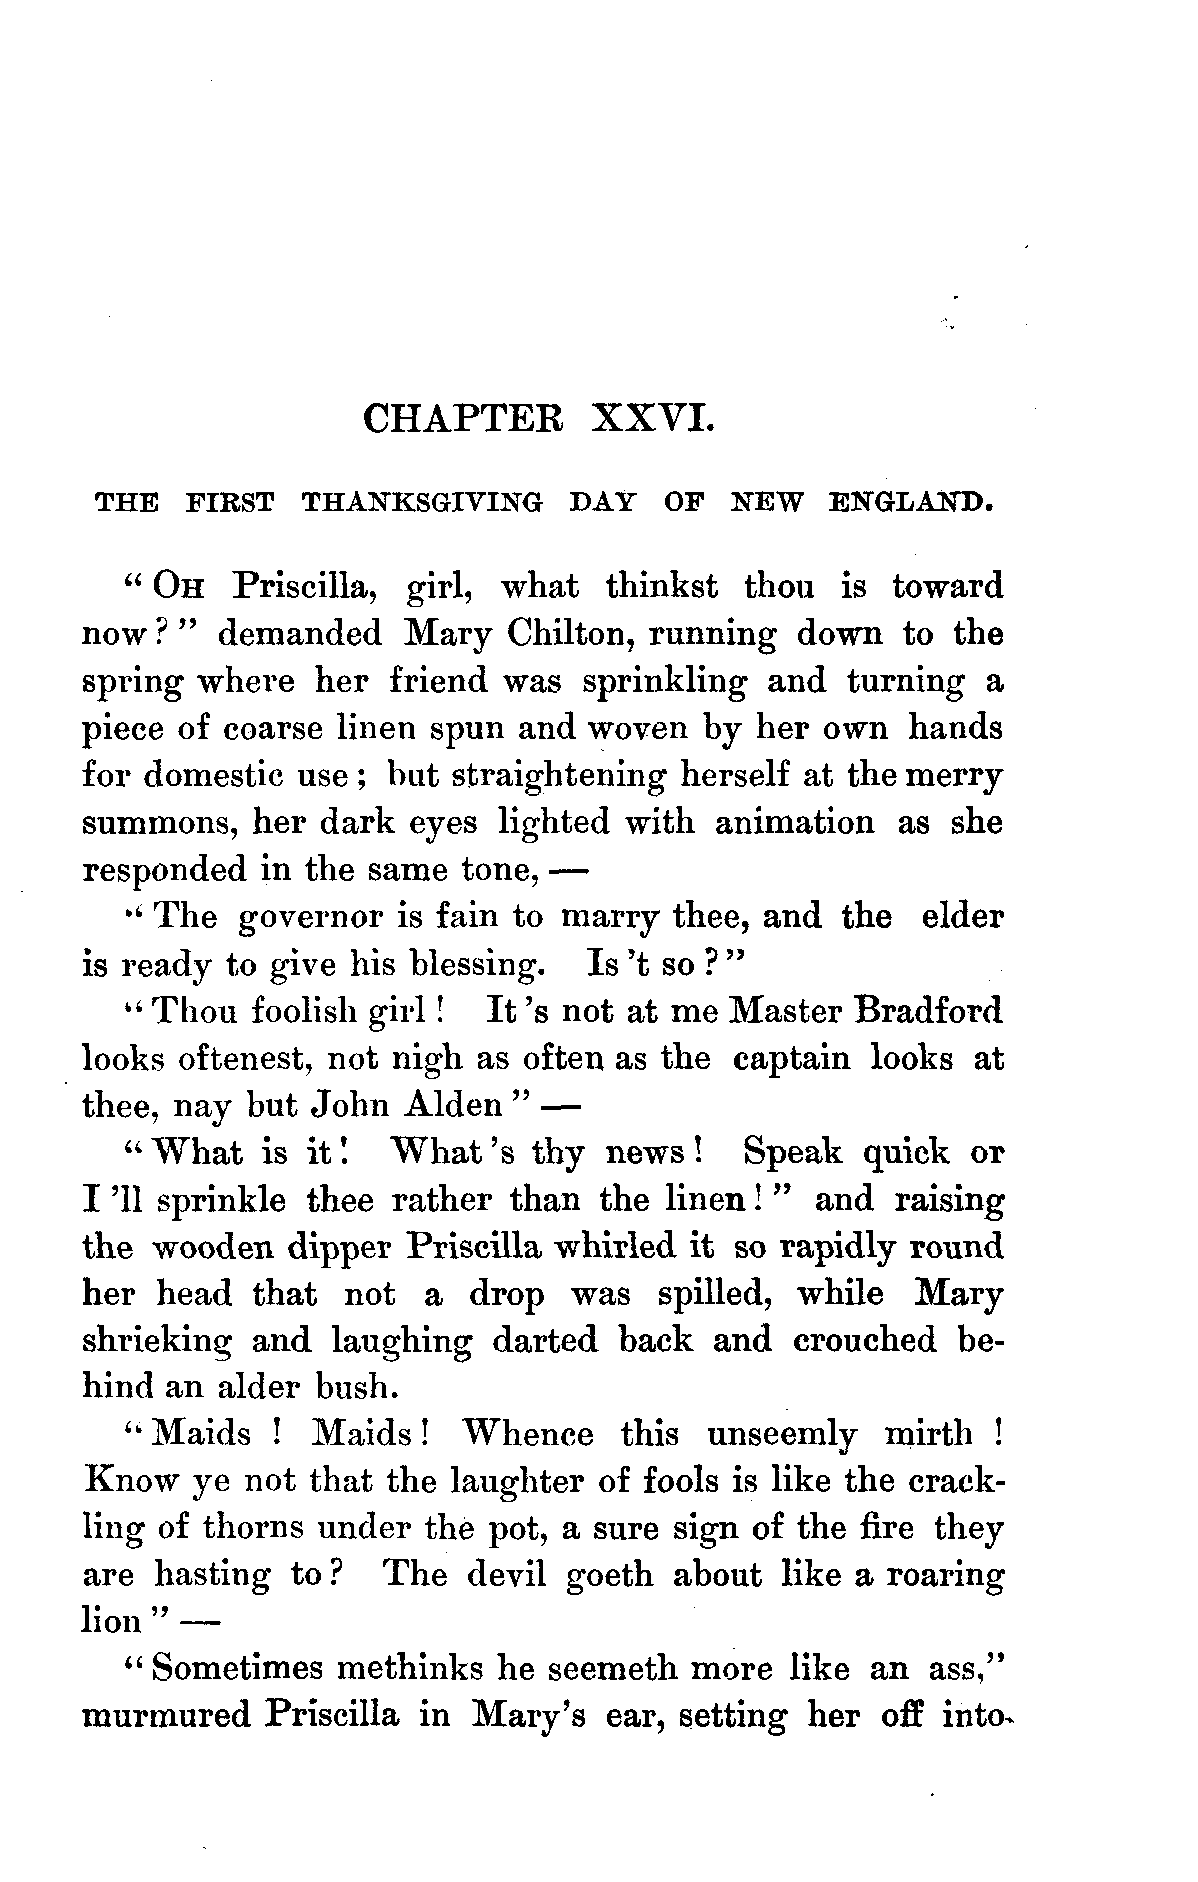 CHAPTER XXVI.
THE FIRST THANKSGIVING DAY OF NEW ENGLAND.
“ OH Priscilla, girl, what thinkst thou is toward
now? ” demanded Mary Chilton, running down to the
spring where her friend was sprinkling and turning a
piece of coarse linen spun and woven by her own hands
for domestic use ; but straightening herself at the merry
summons, her dark eyes lighted with animation as she
responded in the same tone, —
“ The governor is fain to marry thee, and the elder
is ready to give his blessing. Is 't so ? ”
“ Thou foolish girl ! It 's not at me Master Bradford
looks oftenest, not nigh as often as the captain looks at
thee, nay but John Alden ” —
“ What is it ! What 's thy news ! Speak quick or
I 'll sprinkle thee rather than the linen ! ” and raising
the wooden dipper Priscilla whirled it so rapidly round
her head that not a drop was spilled, while Mary
shrieking and laughing darted back and crouched be-
hind an alder bush.
“ Maids ! Maids ! Whence this unseemly mirth !
Know ye not that the laughter of fools is like the crack-
ling of thorns under the pot, a sure sign of the fire they
are hasting to ? The devil goeth about like a roaring
lion ” —
“ Sometimes methinks he seemeth more like an ass,”
murmured Priscilla in Mary's ear, setting her off into